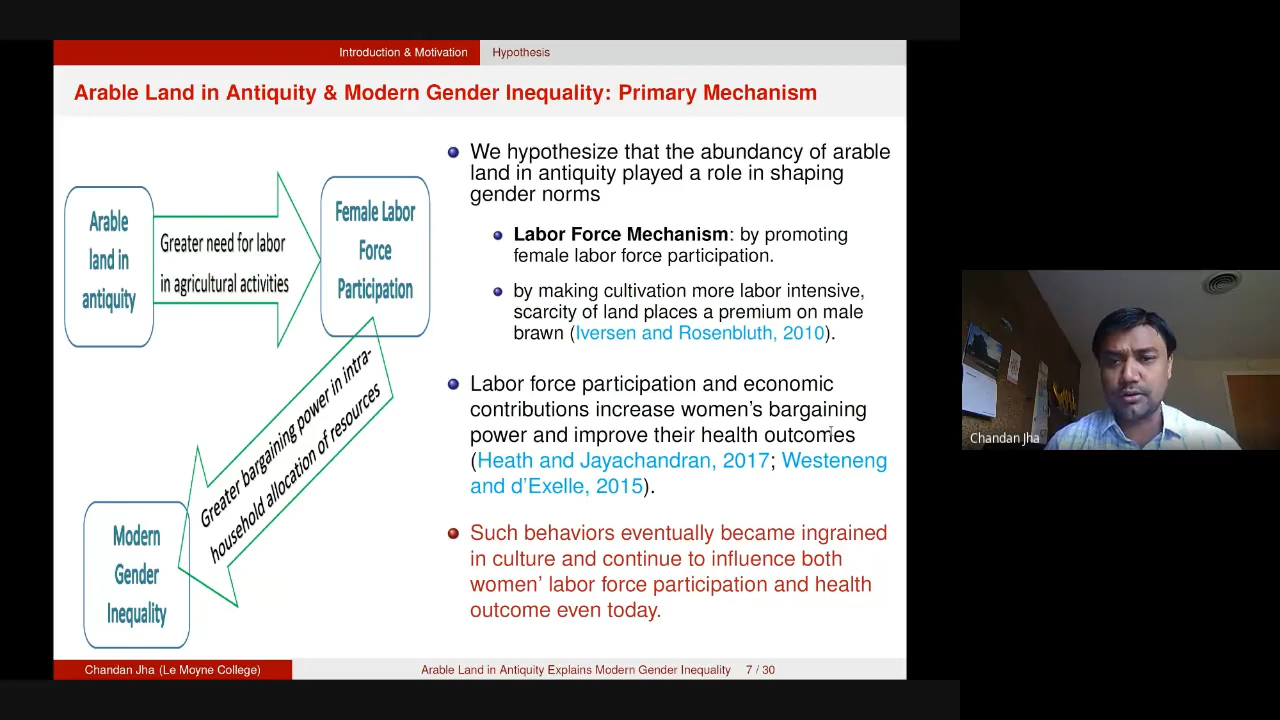 Introduction & Motivation Hypothesis
Arable Land in Antiquity & Modern Gender Inequality: Primary Mechanism
Arable
land in
antiquity
Greater need for labor
in agricultural activities
Female Labor
Force
Participation
Greater bargaining power in intra-
household allocation of resources
Modern
Gender
Inequality
We hypothesize that the abundancy of arable
land in antiquity played a role in shaping
gender norms
Labor Force Mechanism: by promoting
female labor force participation.
by making cultivation more labor intensive,
scarcity of land places a premium on male
brawn (Iversen and Rosenbluth, 2010).
Labor force participation and economic
contributions increase women's bargaining
power and improve their health outcomes
(Heath and Jayachandran, 2017; Westeneng
and d'Exelle, 2015).
Such behaviors eventually became ingrained
in culture and continue to influence both
women' labor force participation and health
outcome even today.
Chandan Jha (Le Moyne College) Arable Land in Antiquity Explains Modern Gender Inequality 7 / 30
Chandan Jha